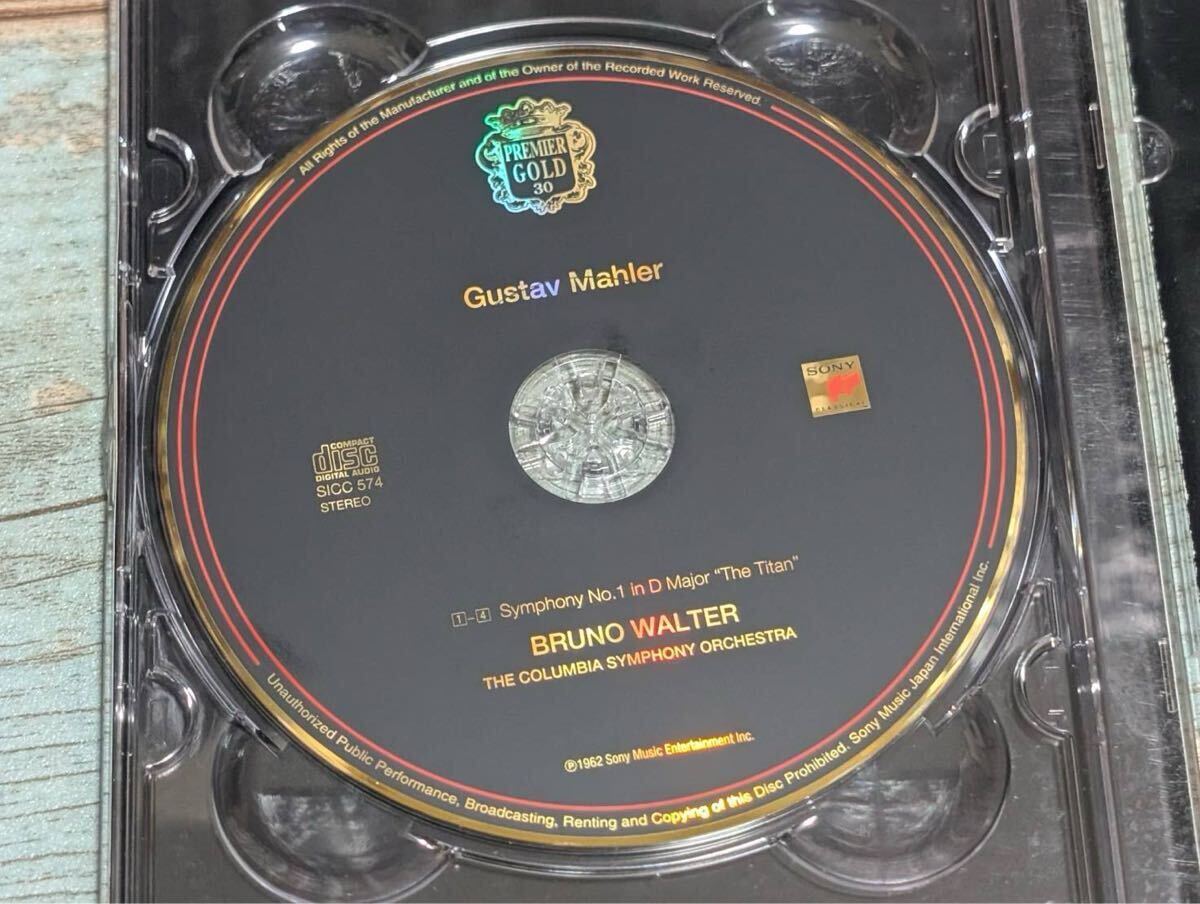 All Rights of the Manufacturer and of the Owner of the Recorded Work Reserved.
PREMIER
GOLD
30
Gustav Mahler
SONY
CLASSICAL
COMPACT
disc
DIGITAL AUDIO
SICC 574
STEREO
1-4 Symphony No.1 in D Major "The Titan"
BRUNO WALTER
THE COLUMBIA SYMPHONY ORCHESTRA
℗1962 Sony Music Entertainment Inc.
Unauthorized Public Performance, Broadcasting, Renting and Copying of this Disc Prohibited. Sony Music Japan International Inc.